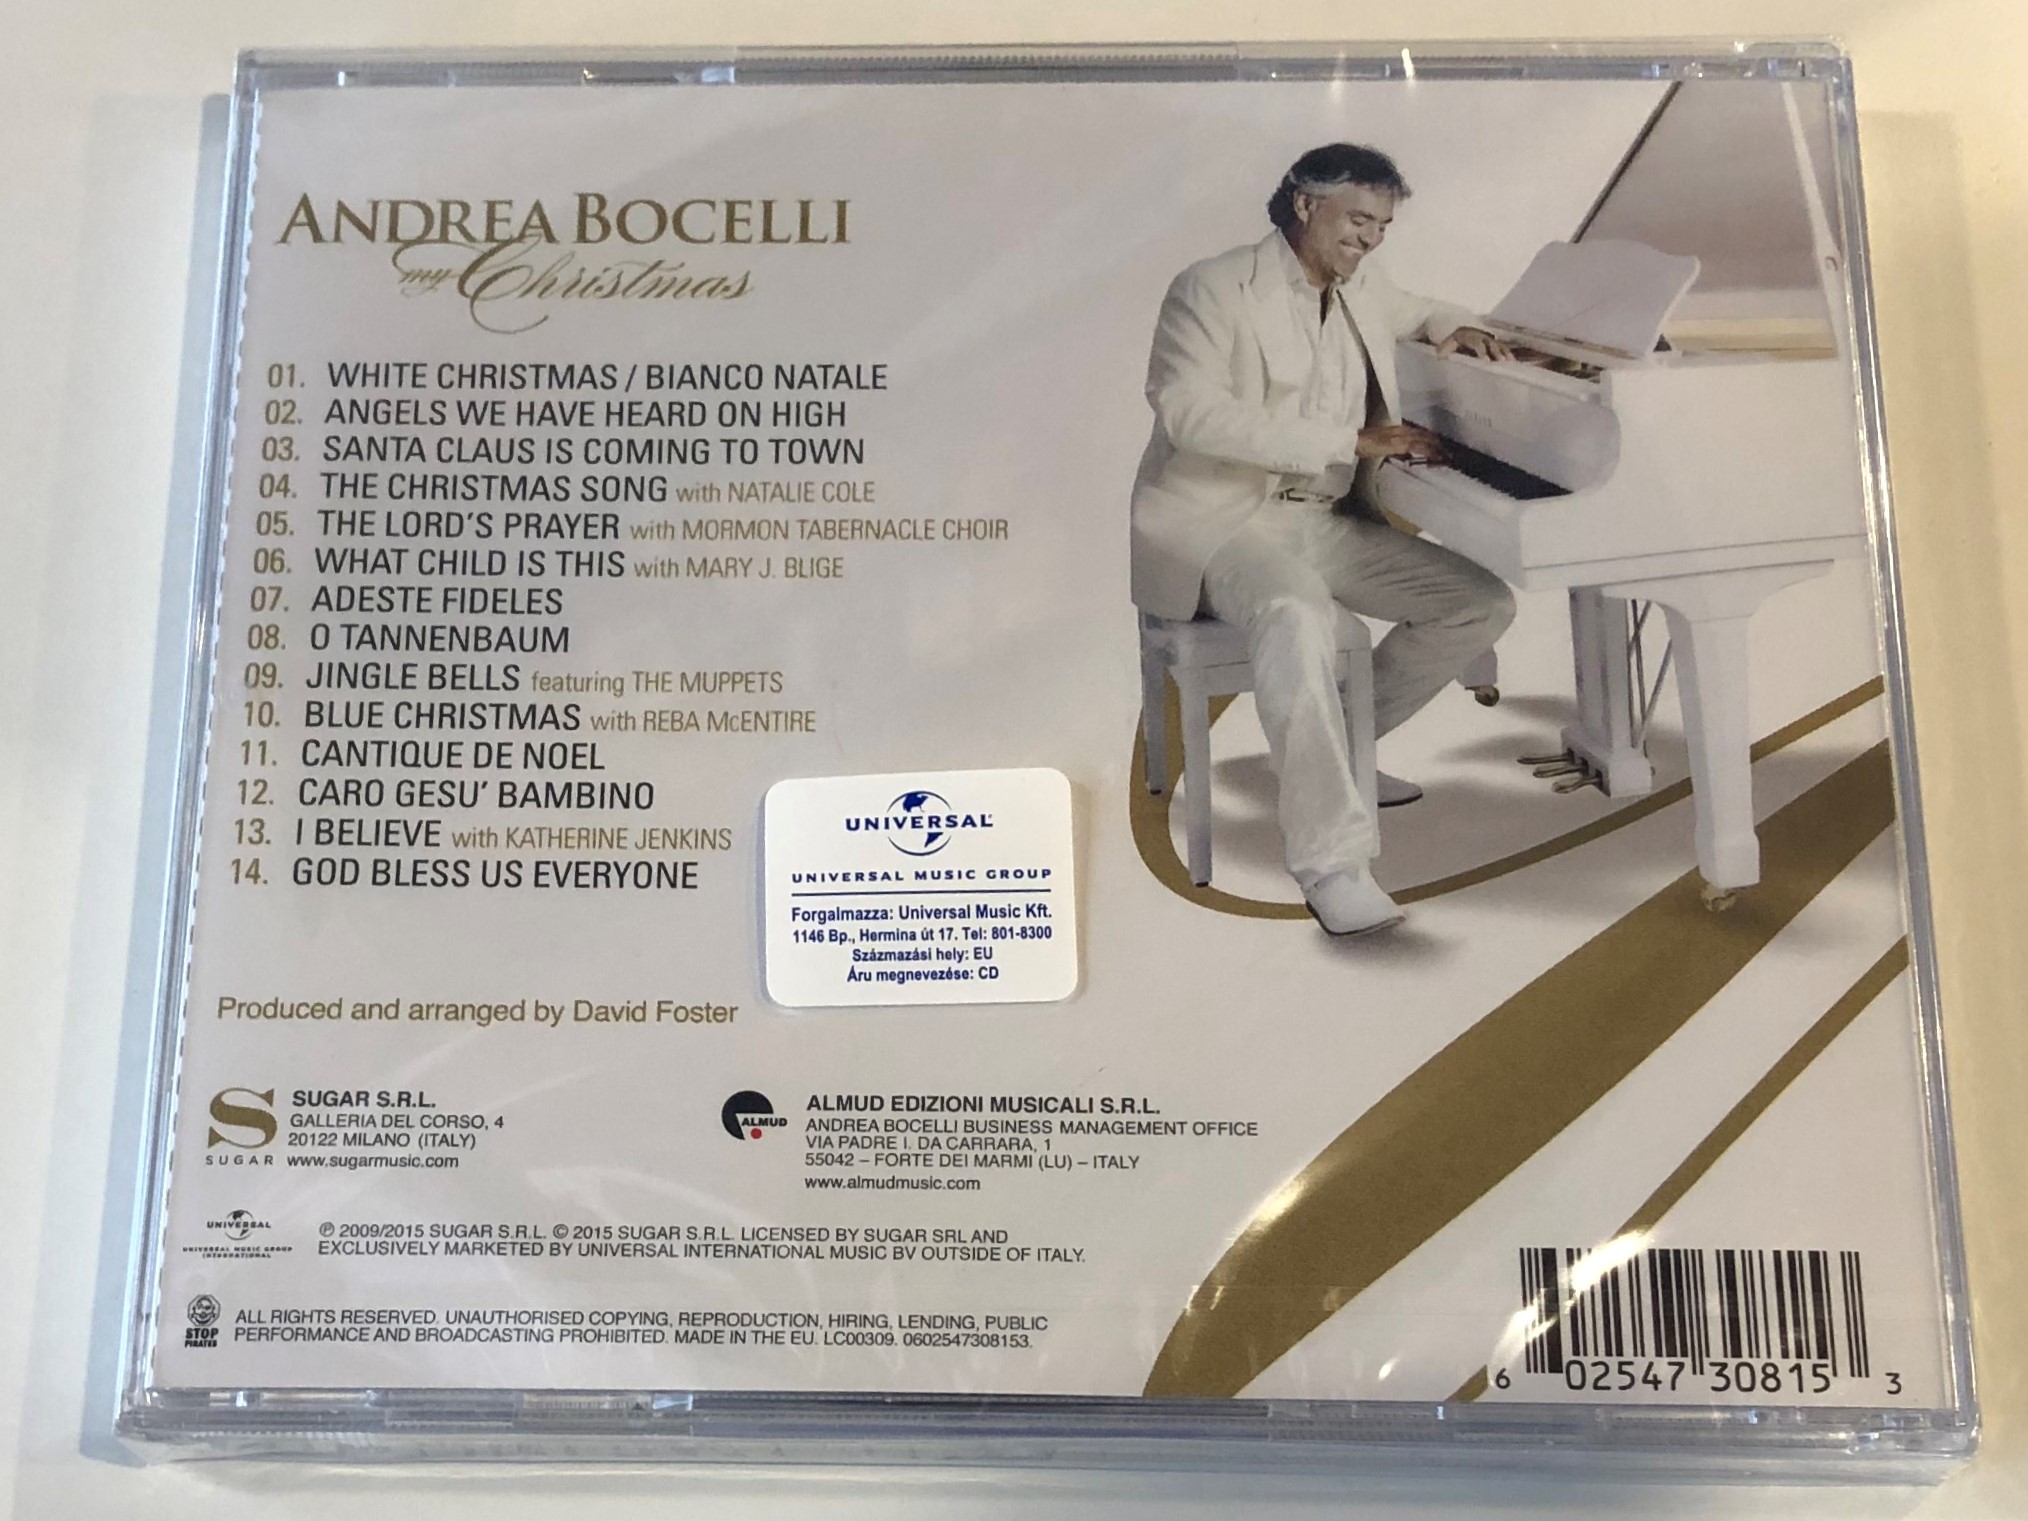 ANDREA BOCELLI
my Christmas
01. WHITE CHRISTMAS / BIANCO NATALE
02. ANGELS WE HAVE HEARD ON HIGH
03. SANTA CLAUS IS COMING TO TOWN
04. THE CHRISTMAS SONG with NATALIE COLE
05. THE LORD'S PRAYER with MORMON TABERNACLE CHOIR
06. WHAT CHILD IS THIS with MARY J. BLIGE
07. ADESTE FIDELES
08. O TANNENBAUM
09. JINGLE BELLS featuring THE MUPPETS
10. BLUE CHRISTMAS with REBA McENTIRE
11. CANTIQUE DE NOEL
12. CARO GESU' BAMBINO
13. I BELIEVE with KATHERINE JENKINS
14. GOD BLESS US EVERYONE
UNIVERSAL
UNIVERSAL MUSIC GROUP
Forgalmazza: Universal Music Kft.
1146 Bp., Hermina út 17. Tel: 801-8300
Százmazási hely: EU
Áru megnevezése: CD
Produced and arranged by David Foster
SUGAR
SUGAR S.R.L.
GALLERIA DEL CORSO, 4
20122 MILANO (ITALY)
www.sugarmusic.com
ALMUD
ALMUD EDIZIONI MUSICALI S.R.L.
ANDREA BOCELLI BUSINESS MANAGEMENT OFFICE
VIA PADRE I. DA CARRARA, 1
55042 – FORTE DEI MARMI (LU) – ITALY
www.almudmusic.com
UNIVERSAL
UNIVERSAL MUSIC GROUP
INTERNATIONAL
℗ 2009/2015 SUGAR S.R.L. © 2015 SUGAR S.R.L. LICENSED BY SUGAR SRL AND
EXCLUSIVELY MARKETED BY UNIVERSAL INTERNATIONAL MUSIC BV OUTSIDE OF ITALY.
STOP
PIRATES
ALL RIGHTS RESERVED. UNAUTHORISED COPYING, REPRODUCTION, HIRING, LENDING, PUBLIC
PERFORMANCE AND BROADCASTING PROHIBITED. MADE IN THE EU. LC00309. 0602547308153.
6 02547 30815 3